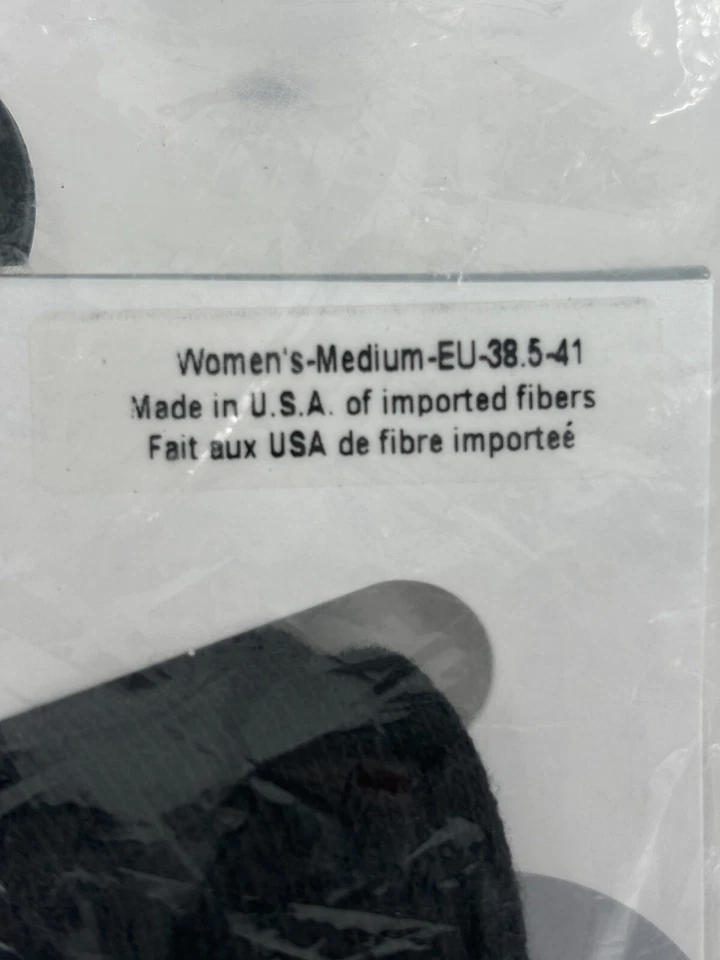 Women's-Medium-EU-38.5-41
Made in U.S.A. of imported fibers
Fait aux USA de fibre importeé